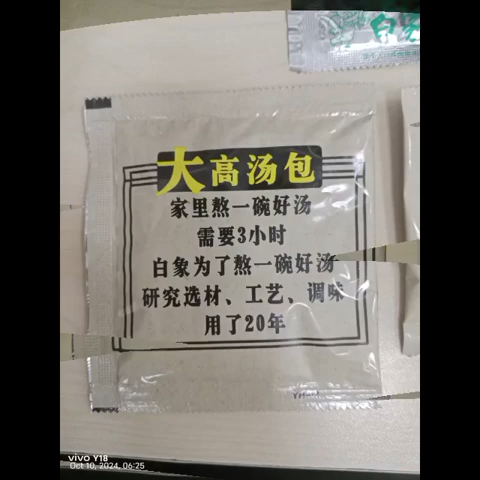 大高汤包
家里熬一碗好汤
需要3小时
白象为了熬一碗好汤
研究选材、工艺、调味
用了20年
vivo Y18
Oct 10, 2024, 06:25